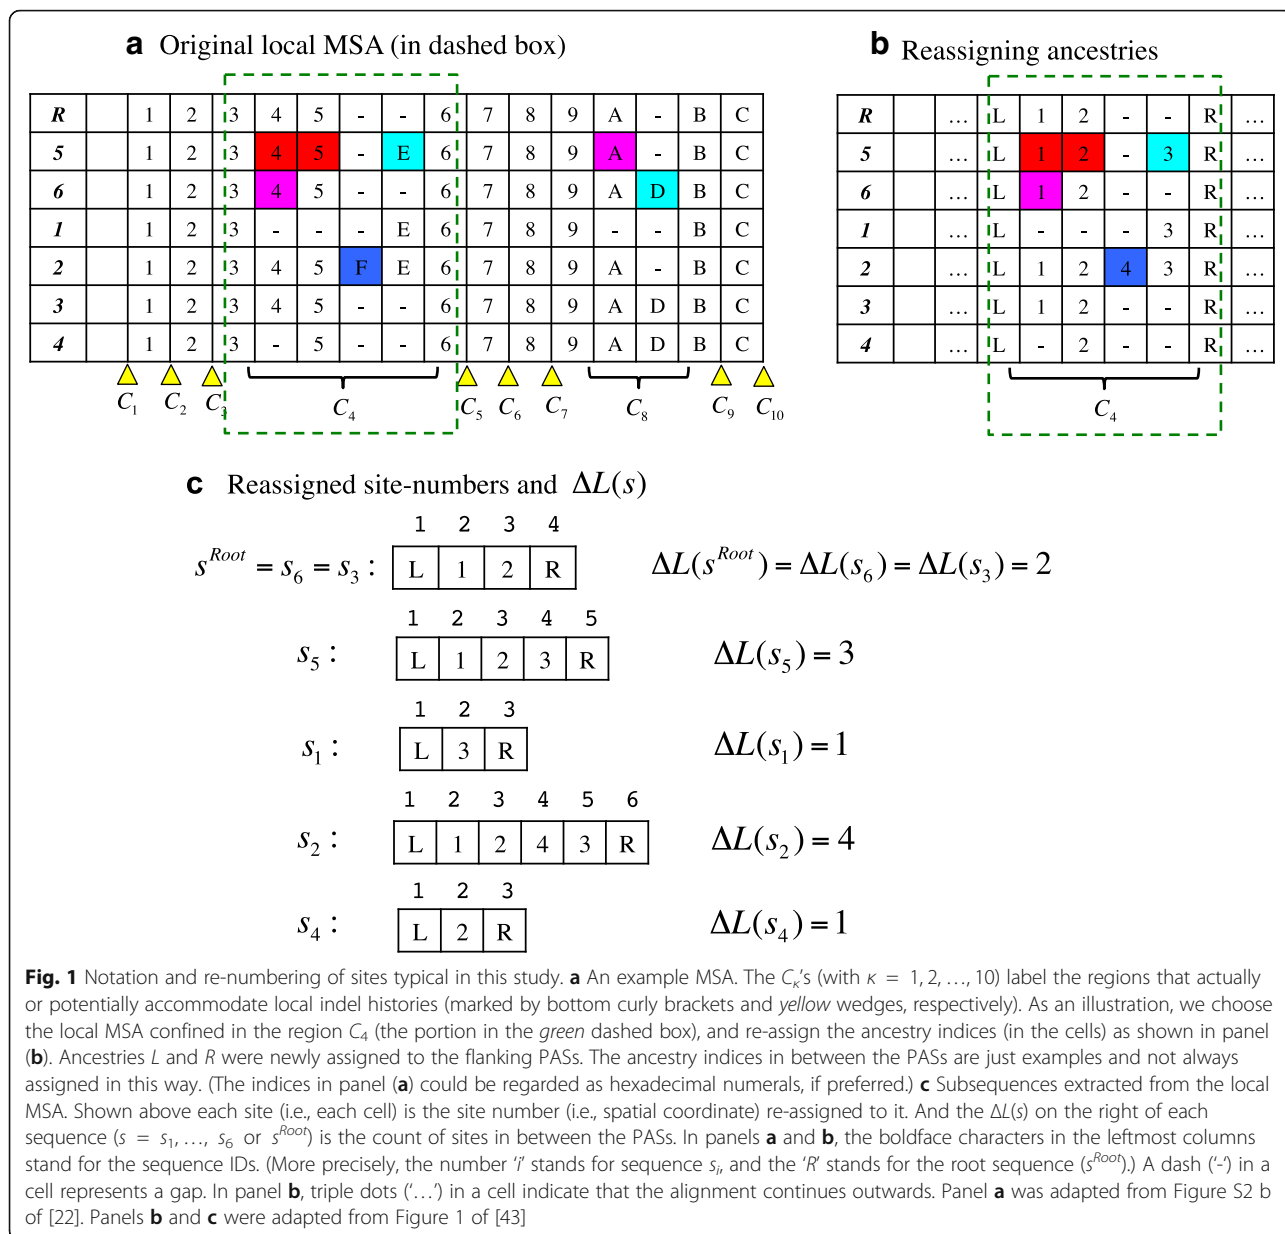 a Original local MSA (in dashed box)
R 1 2 3 4 5 - - 6 7 8 9 A - B C
5 1 2 3 4 5 - E 6 7 8 9 A - B C
6 1 2 3 4 5 - - 6 7 8 9 A D B C
1 1 2 3 - - - E 6 7 8 9 - - B C
2 1 2 3 4 5 F E 6 7 8 9 A - B C
3 1 2 3 4 5 - - 6 7 8 9 A D B C
4 1 2 3 - 5 - - 6 7 8 9 A D B C
C1 C2 C3 C4 C5 C6 C7 C8 C9 C10
b Reassigning ancestries
R ... L 1 2 - - R ...
5 ... L 1 2 - 3 R ...
6 ... L 1 2 - - R ...
1 ... L - - - 3 R ...
2 ... L 1 2 4 3 R ...
3 ... L 1 2 - - R ...
4 ... L - 2 - - R ...
C4
c Reassigned site-numbers and ΔL(s)
1 2 3 4
s^Root = s6 = s3 : L 1 2 R ΔL(s^Root) = ΔL(s6) = ΔL(s3) = 2
1 2 3 4 5
s5 : L 1 2 3 R ΔL(s5) = 3
1 2 3
s1 : L 3 R ΔL(s1) = 1
1 2 3 4 5 6
s2 : L 1 2 4 3 R ΔL(s2) = 4
1 2 3
s4 : L 2 R ΔL(s4) = 1
Fig. 1 Notation and re-numbering of sites typical in this study. a An example MSA. The Cκ's (with κ = 1, 2, …, 10) label the regions that actually
or potentially accommodate local indel histories (marked by bottom curly brackets and yellow wedges, respectively). As an illustration, we choose
the local MSA confined in the region C4 (the portion in the green dashed box), and re-assign the ancestry indices (in the cells) as shown in panel
(b). Ancestries L and R were newly assigned to the flanking PASs. The ancestry indices in between the PASs are just examples and not always
assigned in this way. (The indices in panel (a) could be regarded as hexadecimal numerals, if preferred.) c Subsequences extracted from the local
MSA. Shown above each site (i.e., each cell) is the site number (i.e., spatial coordinate) re-assigned to it. And the ΔL(s) on the right of each
sequence (s = s1, …, s6 or s^Root) is the count of sites in between the PASs. In panels a and b, the boldface characters in the leftmost columns
stand for the sequence IDs. (More precisely, the number 'i' stands for sequence si, and the 'R' stands for the root sequence (s^Root).) A dash ('-') in a
cell represents a gap. In panel b, triple dots ('…') in a cell indicate that the alignment continues outwards. Panel a was adapted from Figure S2 b
of [22]. Panels b and c were adapted from Figure 1 of [43]